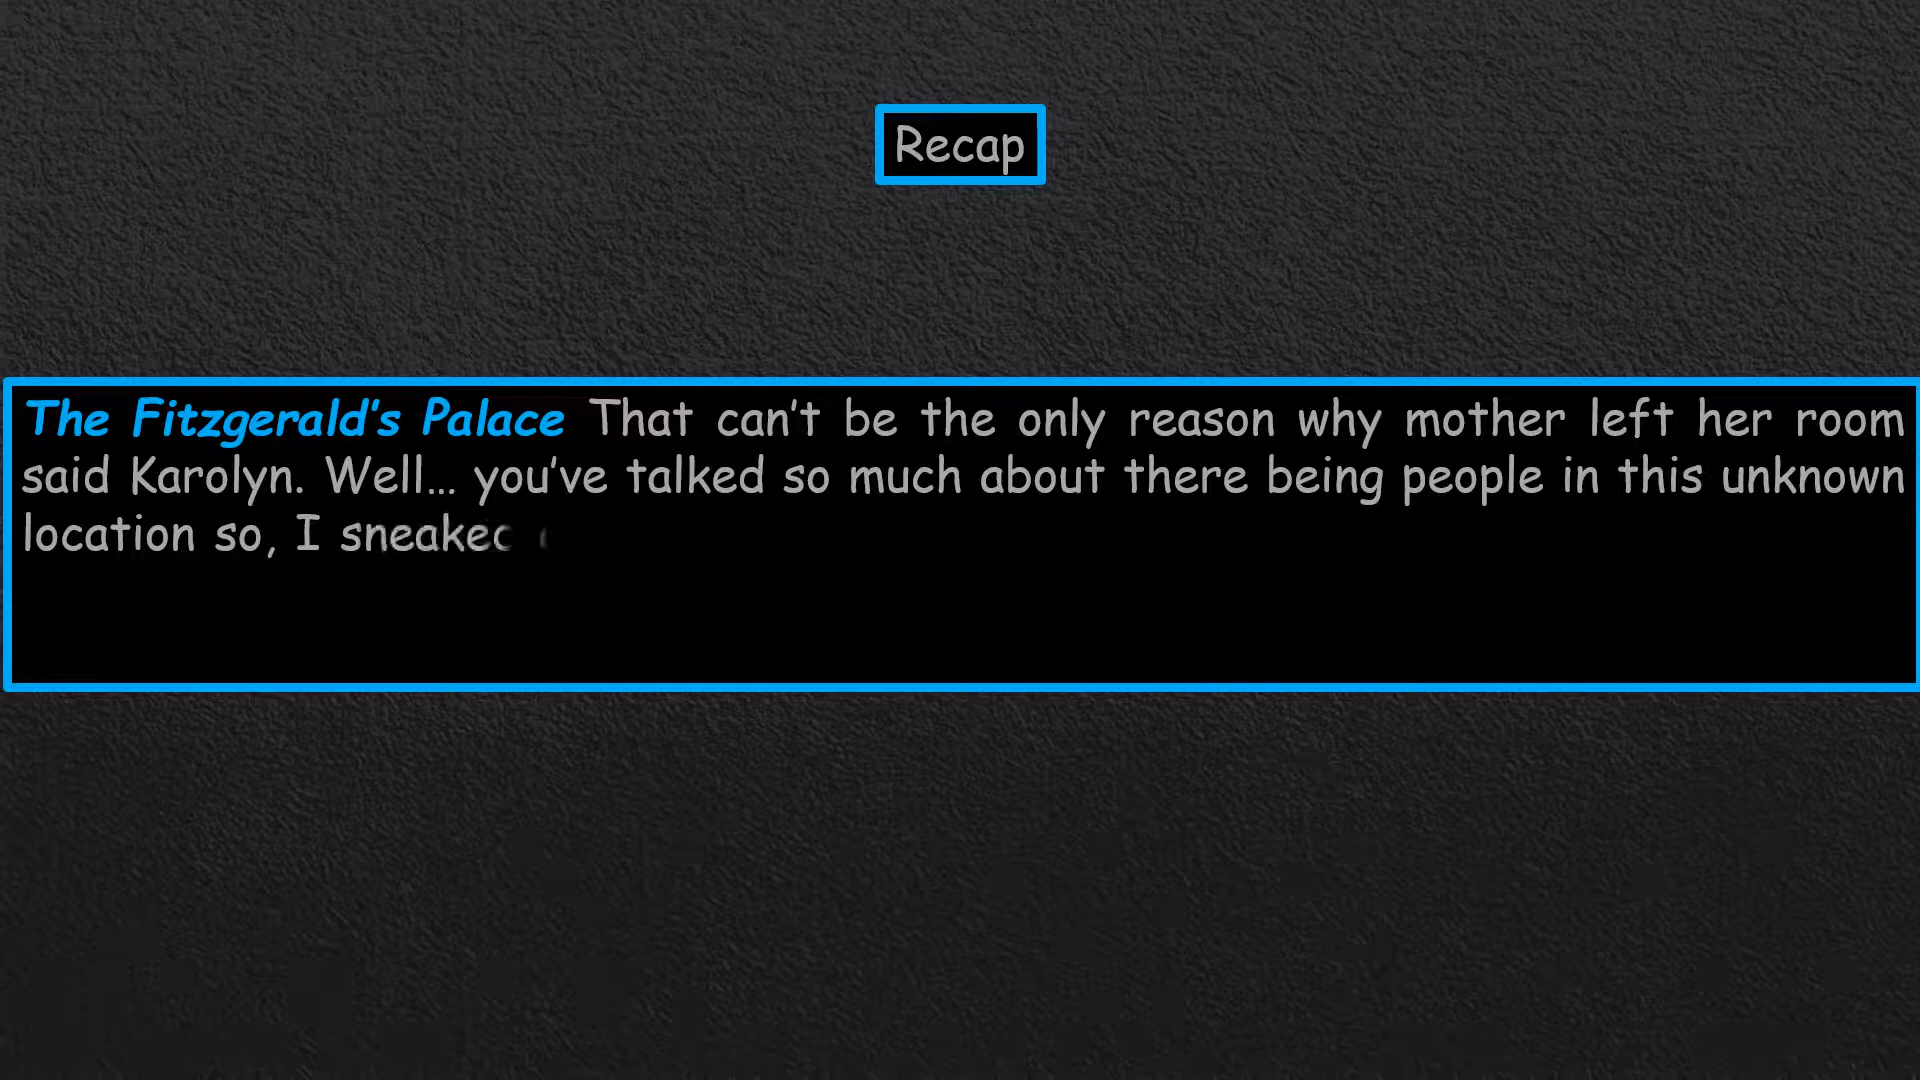 Recap
The Fitzgerald's Palace That can't be the only reason why mother left her room
said Karolyn. Well... you've talked so much about there being people in this unknown
location so, I sneaked